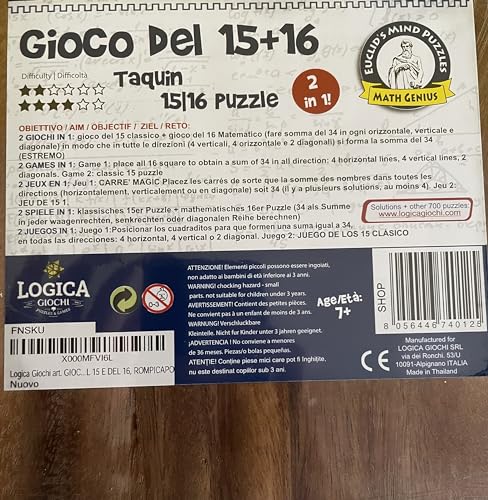 Gioco Del 15+16
Difficulty | Difficoltà
Taquin
15|16 Puzzle
2
in 1!
EUCLID'S MIND PUZZLES
MATH GENIUS
OBIETTIVO / AIM / OBJECTIF / ZIEL / RETO:
2 GIOCHI IN 1: gioco del 15 classico + gioco del 16 Matematico (fare somma del 34 in ogni orizzontale, verticale e
diagonale) in modo che in tutte le direzioni (4 verticali, 4 orizzontale e 2 diagonali) si forma la somma del 34
(ESTREMO)
2 GAMES IN 1: Game 1: place all 16 square to obtain a sum of 34 in all direction: 4 horizontal lines, 4 vertical lines, 2
diagonals. Game 2: classic 15 puzzle
2 JEUX EN 1: Jeu 1: CARRE' MAGIC Placez les carrés de sorte que la somme des nombres dans toutes les
directions (horizontalement, verticalement ou en diagonale) soit 34 (il y a plusieurs solutions, au moins 4). Jeu 2:
JEU DE 15 1.
2 SPIELE IN 1: klassisches 15er Puzzle + mathematisches 16er Puzzle (34 als Summe
in jeder waagerechten, senkrechten oder diagonalen Reihe berechnen)
2 JUEGOS IN 1: Juego 1:Posicionar los cuadraditos para que formen una suma igual a 34,
en todas las direcciones: 4 horizontal, 4 vertical o 2 diagonal. Juego 2: JUEGO DE LOS 15 CLÁSICO
Solutions + other 700 puzzles:
www.logicagiochi.com
LOGICA
GIOCHI
PUZZLES & GAMES
ATTENZIONE! Elementi piccoli possono essere ingoiati,
non adatto ai bambini di età inferiore ai 3 anni.
WARNING! chocking hazard - small
parts. not suitable for children under 3 years.
AVERTISSEMENT! Contient des petites pièces.
Ne convient pas à un enfant de moins de 3 ans.
WARNUNG! Verschluckbare
Kleinteile. Nicht fur Kinder unter 3 Jahren geeignet.
¡ADVERTENCIA ! No conviene a menores
de 36 meses. Piezas/o bolas pequeñas.
ATENȚIE! Conține piese mici care pot fi înghițite,
nu este destinat copiilor sub 3 ani.
Age/Età:
7+
SHOP
8 056446 740125
CE
Manufactured for
LOGICA GIOCHI SRL
via dei Ronchi. 53/U
10091-Alpignano ITALIA
Made in Thailand
FNSKU
X000MFVI6L
Logica Giochi art. GIOC...L 15 E DEL 16, ROMPICAPO
Nuovo